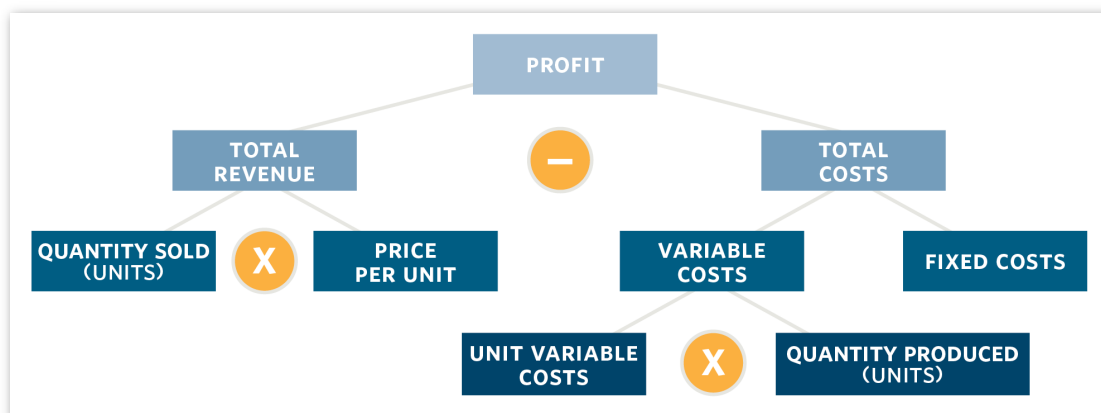 PROFIT
TOTAL
REVENUE
−
TOTAL
COSTS
QUANTITY SOLD
(UNITS)
X
PRICE
PER UNIT
VARIABLE
COSTS
FIXED COSTS
UNIT VARIABLE
COSTS
X
QUANTITY PRODUCED
(UNITS)